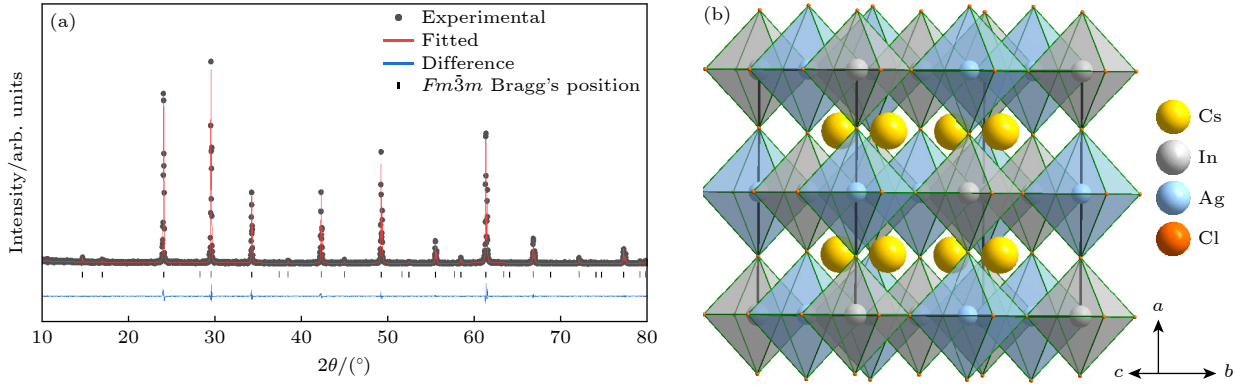 (a)
Experimental
Fitted
Difference
Fm3̄m Bragg's position
Intensity/arb. units
10 20 30 40 50 60 70 80
2θ/(°)
(b)
Cs
In
Ag
Cl
a
c b